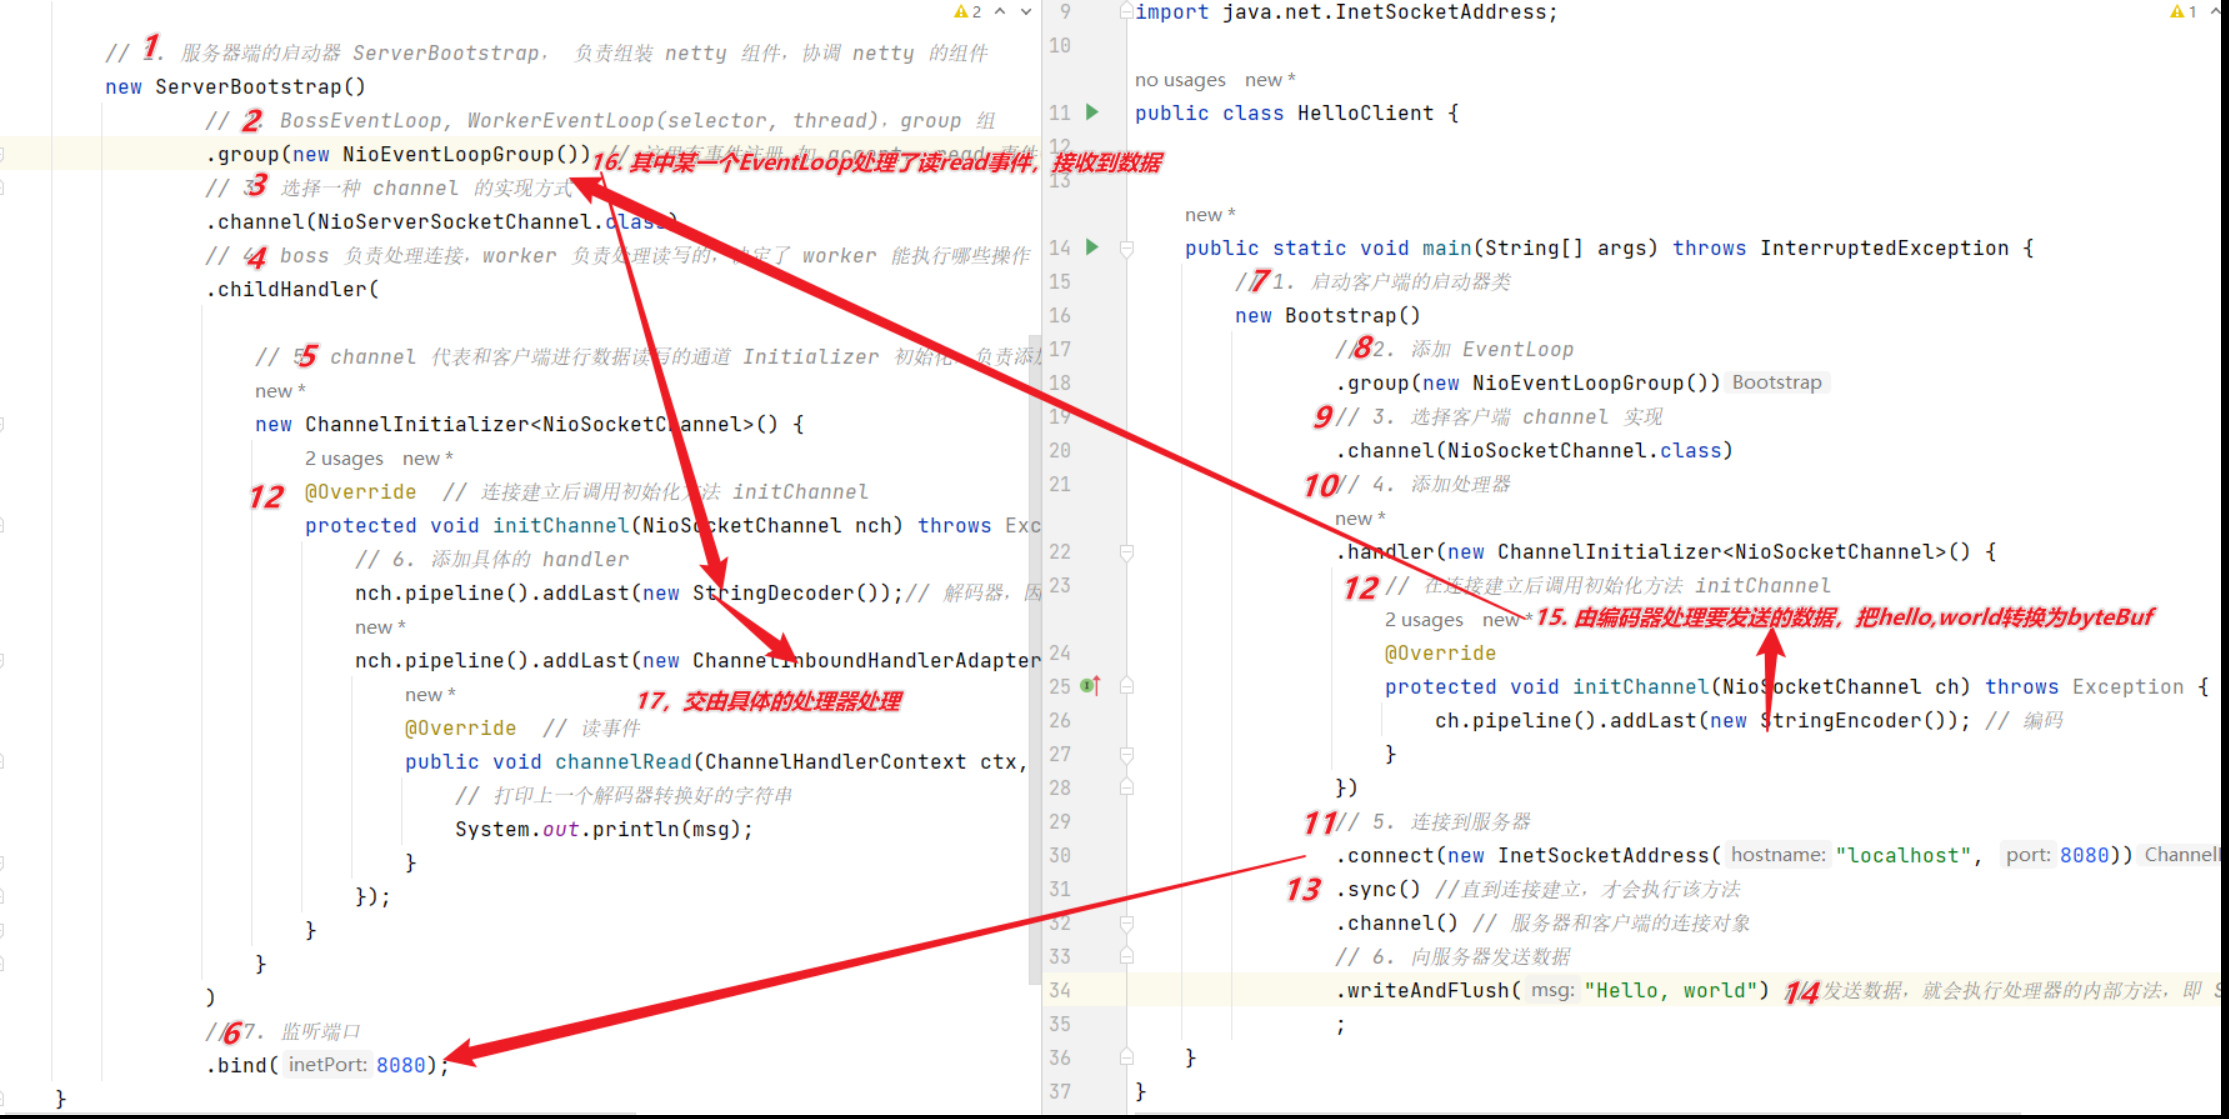 2
1
// 1. 服务器端的启动器 ServerBootstrap， 负责组装 netty 组件，协调 netty 的组件
new ServerBootstrap()
2
// 2. BossEventLoop, WorkerEventLoop(selector, thread)，group 组
.group(new NioEventLoopGroup()) //
16. 其中某一个EventLoop处理了读read事件，接收到数据
3
// 3 选择一种 channel 的实现方式
.channel(NioServerSocketChannel.class)
4
// 4 boss 负责处理连接，worker 负责处理读写的，决定了 worker 能执行哪些操作
.childHandler(
5
// 5 channel 代表和客户端进行数据读写的通道 Initializer 初始化，负责添加
new *
new ChannelInitializer<NioSocketChannel>() {
2 usages new *
12
@Override // 连接建立后调用初始化方法 initChannel
protected void initChannel(NioSocketChannel nch) throws Exc
// 6. 添加具体的 handler
nch.pipeline().addLast(new StringDecoder());// 解码器，因
new *
nch.pipeline().addLast(new ChannelInboundHandlerAdapter
new *
17，交由具体的处理器处理
@Override // 读事件
public void channelRead(ChannelHandlerContext ctx,
// 打印上一个解码器转换好的字符串
System.out.println(msg);
}
});
}
}
)
6
// 7. 监听端口
.bind( inetPort: 8080);
}
1
9 import java.net.InetSocketAddress;
10
no usages new *
11 public class HelloClient {
12
13
new *
14 public static void main(String[] args) throws InterruptedException {
7
15 // 1. 启动客户端的启动器类
16 new Bootstrap()
8
17 // 2. 添加 EventLoop
18 .group(new NioEventLoopGroup()) Bootstrap
9
19 // 3. 选择客户端 channel 实现
20 .channel(NioSocketChannel.class)
10
21 // 4. 添加处理器
new *
22 .handler(new ChannelInitializer<NioSocketChannel>() {
12
23 // 在连接建立后调用初始化方法 initChannel
2 usages new *
15. 由编码器处理要发送的数据，把hello,world转换为byteBuf
24 @Override
25 protected void initChannel(NioSocketChannel ch) throws Exception {
26 ch.pipeline().addLast(new StringEncoder()); // 编码
27 }
28 })
11
29 // 5. 连接到服务器
30 .connect(new InetSocketAddress( hostname: "localhost", port: 8080))
13
31 .sync() //直到连接建立，才会执行该方法
32 .channel() // 服务器和客户端的连接对象
33 // 6. 向服务器发送数据
34 .writeAndFlush( msg: "Hello, world")
14
发送数据，就会执行处理器的内部方法，即 S
35 ;
36 }
37 }